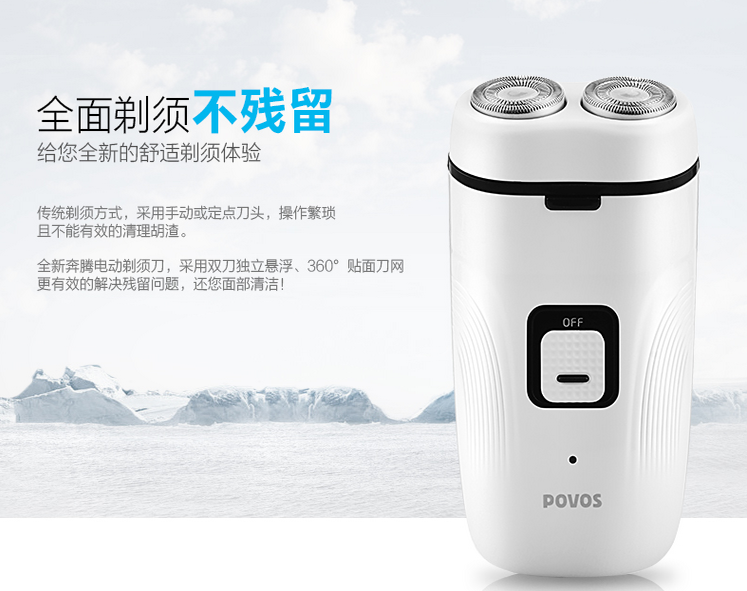 全面剃须不残留
给您全新的舒适剃须体验
传统剃须方式，采用手动或定点刀头，操作繁琐
且不能有效的清理胡渣。
全新奔腾电动剃须刀，采用双刀独立悬浮、360°贴面刀网
更有效的解决残留问题，还您面部清洁！
OFF
POVOS